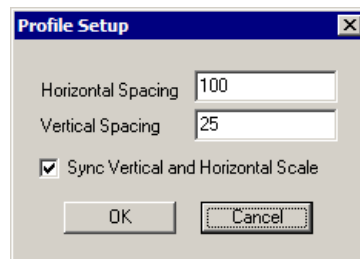 Profile Setup
Horizontal Spacing 100
Vertical Spacing 25
Sync Vertical and Horizontal Scale
OK Cancel